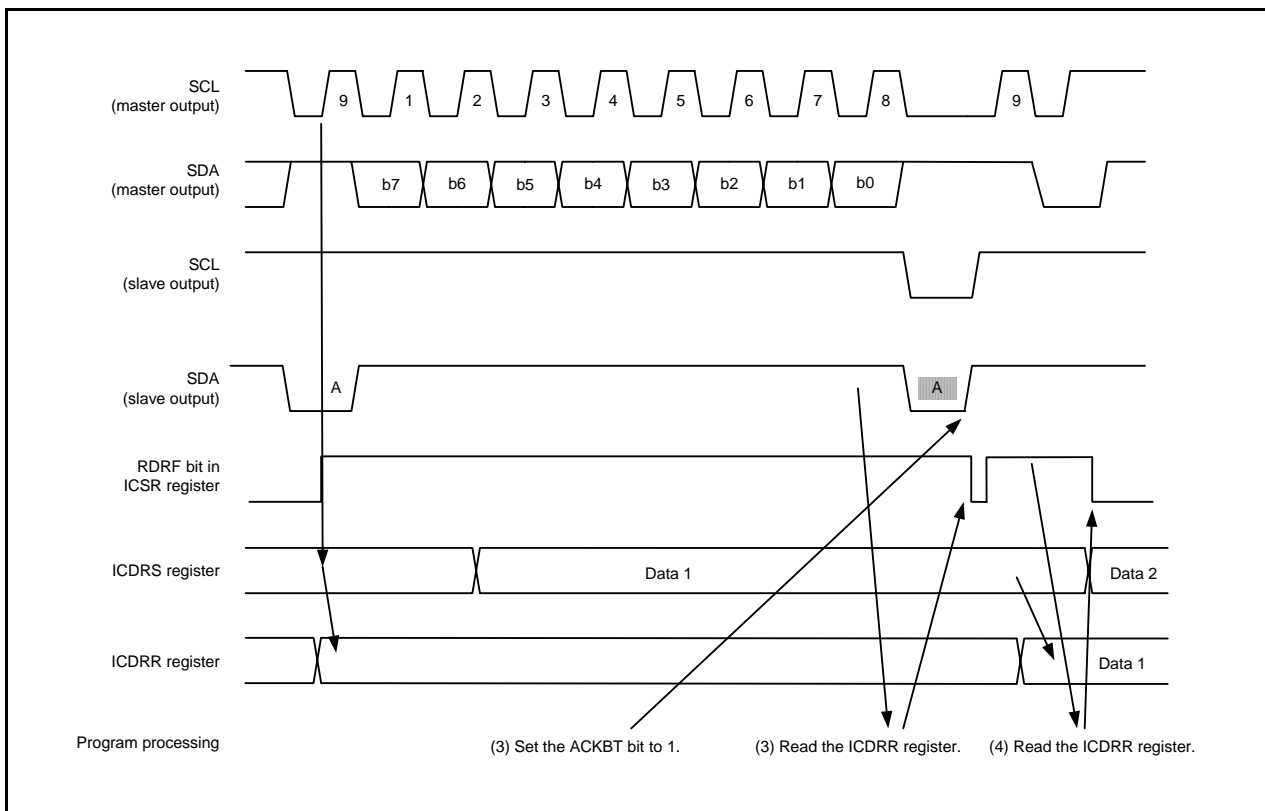 SCL
(master output)
9 1 2 3 4 5 6 7 8 9
SDA
(master output)
b7 b6 b5 b4 b3 b2 b1 b0
SCL
(slave output)
SDA
(slave output)
A A
RDRF bit in
ICSR register
ICDRS register
Data 1 Data 2
ICDRR register
Data 1
Program processing
(3) Set the ACKBT bit to 1. (3) Read the ICDRR register. (4) Read the ICDRR register.